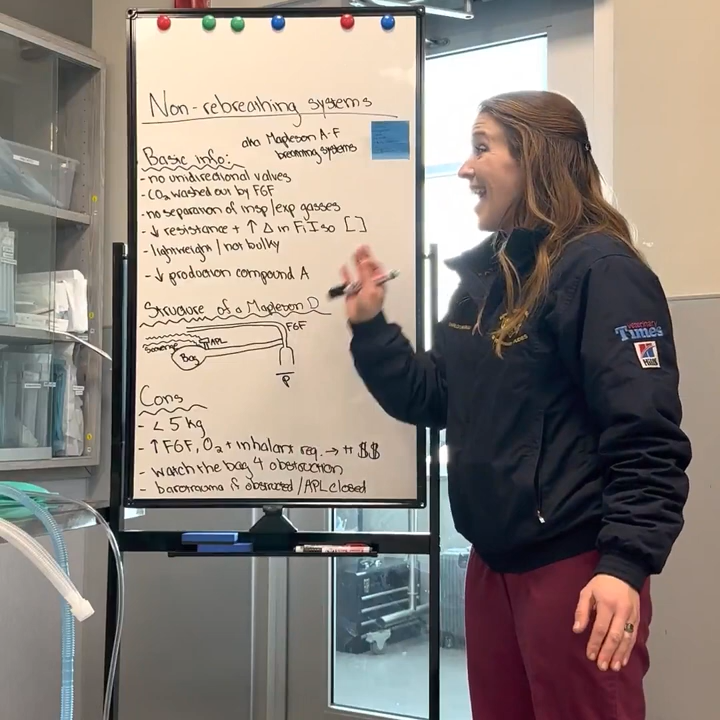 Non-rebreathing systems
aka Mapleson A-F
breathing systems
Basic info:
- no unidirectional valves
- CO₂ washed out by FGF
- no separation of insp/exp gasses
- ↓ resistance + ↑ Δ in FiIso []
- lightweight / not bulky
- ↓ production compound A
Structure of a Mapleson D
FGF
Scavenge
APL
Bag
P
Cons
- < 5 kg
- ↑ FGF, O₂ + inhalant req. → ↑↑ $$
- watch the bag 4 obstruction
- barotrauma if obstructed / APL closed
Times